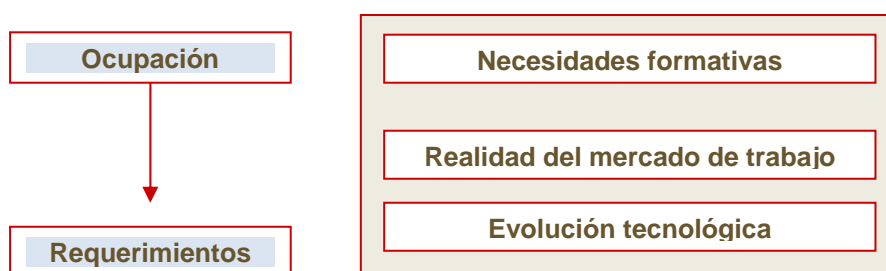 Ocupación
Requerimientos
Necesidades formativas
Realidad del mercado de trabajo
Evolución tecnológica